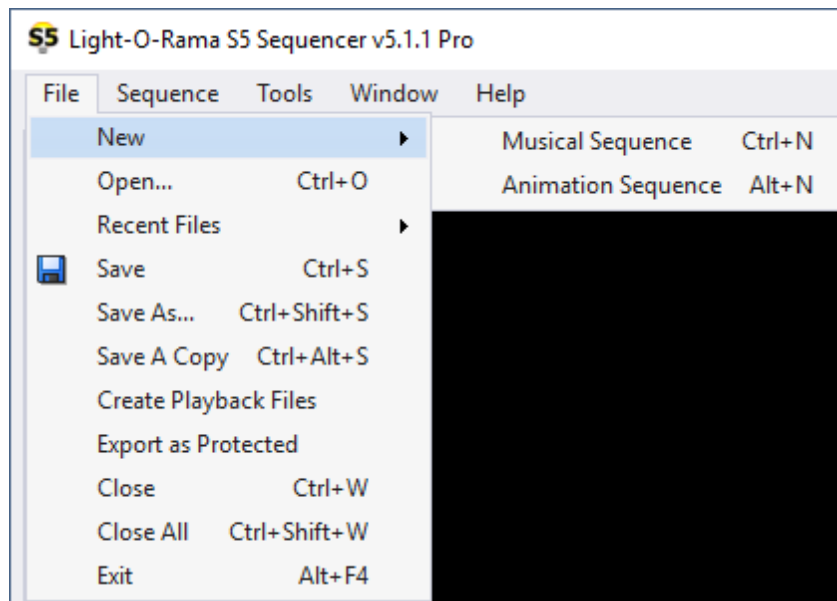 S5 Light-O-Rama S5 Sequencer v5.1.1 Pro
File Sequence Tools Window Help
New
Musical Sequence Ctrl+N
Open... Ctrl+O
Animation Sequence Alt+N
Recent Files
Save Ctrl+S
Save As... Ctrl+Shift+S
Save A Copy Ctrl+Alt+S
Create Playback Files
Export as Protected
Close Ctrl+W
Close All Ctrl+Shift+W
Exit Alt+F4